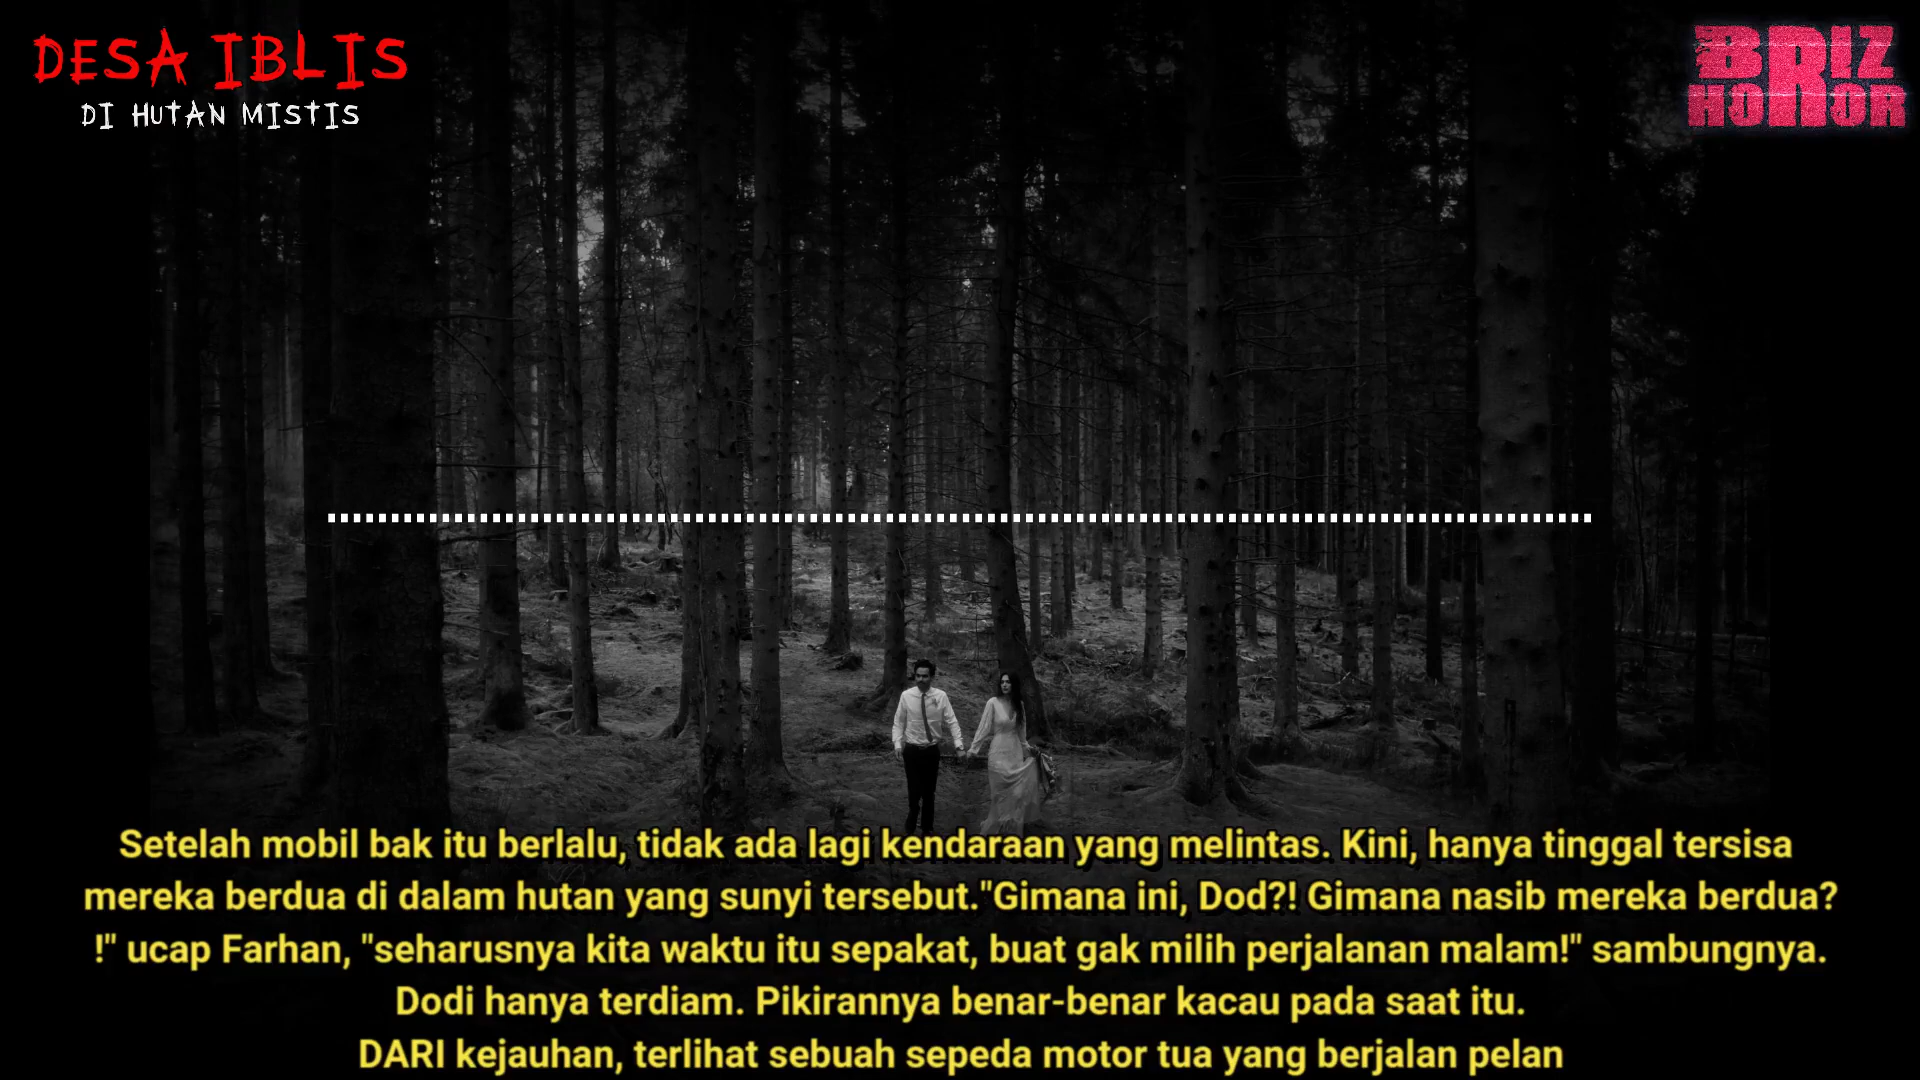 DESA IBLIS
DI HUTAN MISTIS
BRIZ
HOROR
Setelah mobil bak itu berlalu, tidak ada lagi kendaraan yang melintas. Kini, hanya tinggal tersisa
mereka berdua di dalam hutan yang sunyi tersebut."Gimana ini, Dod?! Gimana nasib mereka berdua?
!" ucap Farhan, "seharusnya kita waktu itu sepakat, buat gak milih perjalanan malam!" sambungnya.
Dodi hanya terdiam. Pikirannya benar-benar kacau pada saat itu.
DARI kejauhan, terlihat sebuah sepeda motor tua yang berjalan pelan